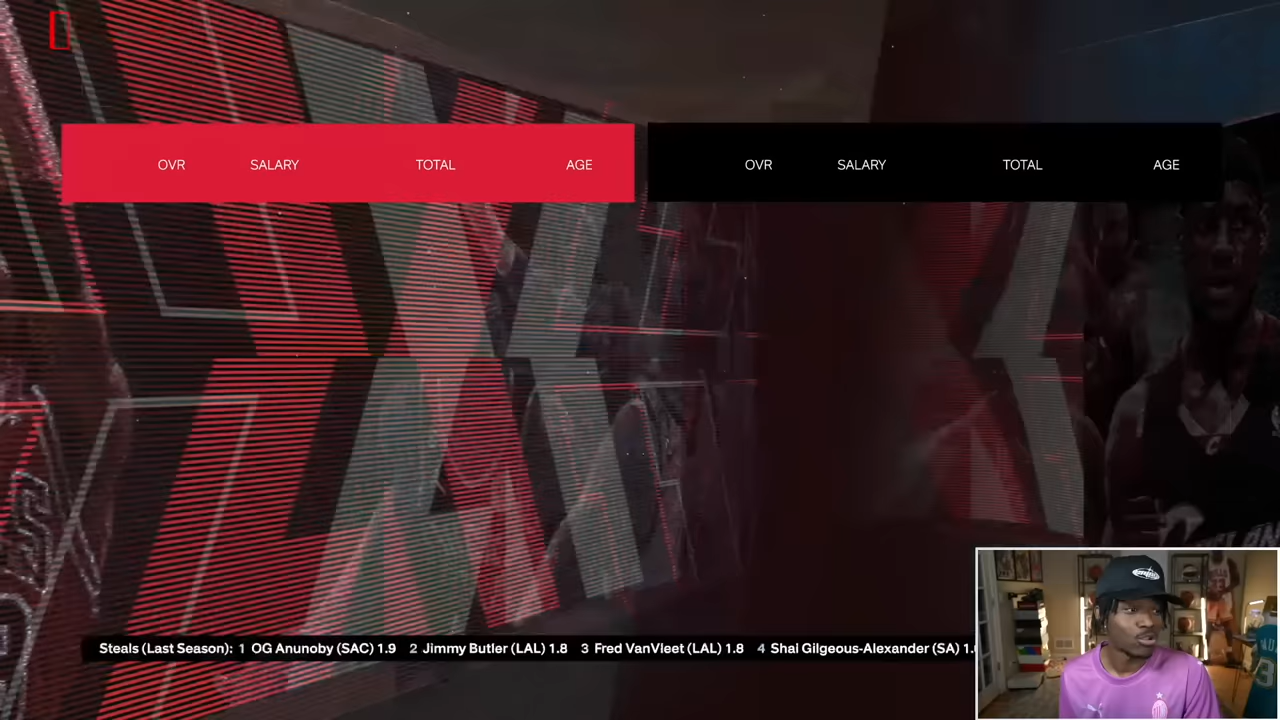 OVR SALARY TOTAL AGE
OVR SALARY TOTAL AGE
Steals (Last Season): 1 OG Anunoby (SAC) 1.9 2 Jimmy Butler (LAL) 1.8 3 Fred VanVleet (LAL) 1.8 4 Shai Gilgeous-Alexander (SA) 1.